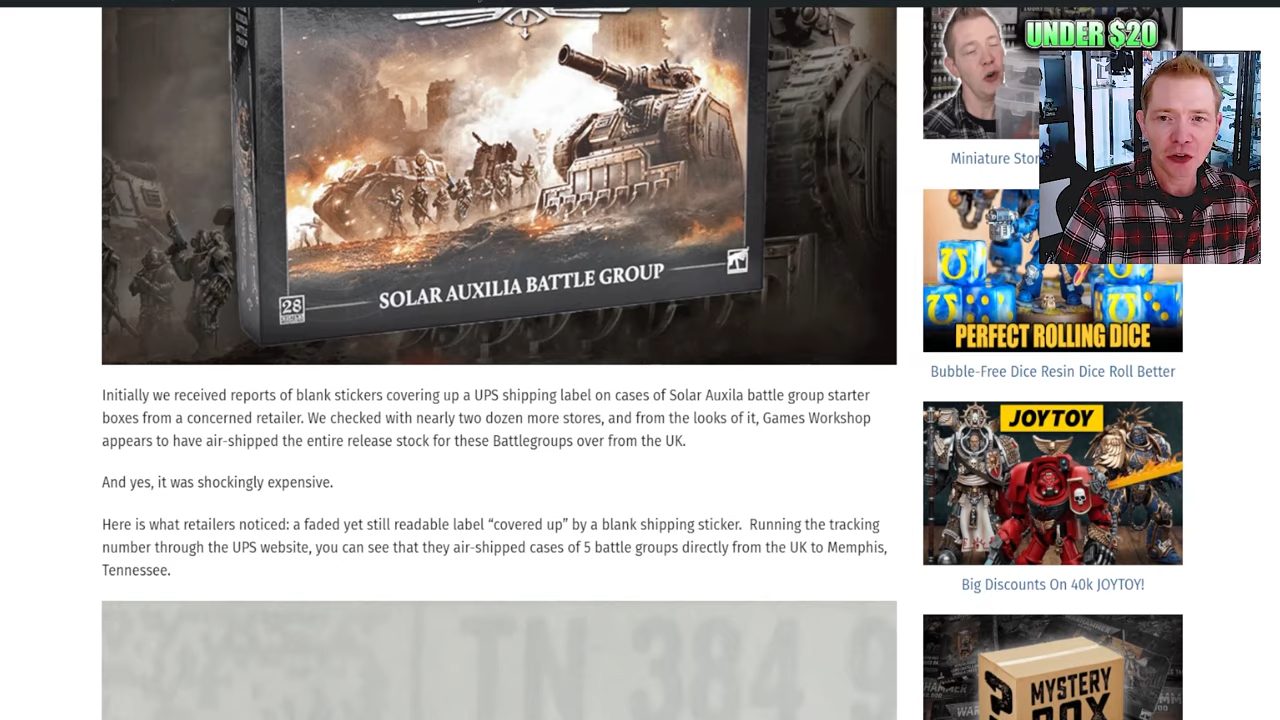 UNDER $20
Miniature Stor
28
SOLAR AUXILIA BATTLE GROUP
PERFECT ROLLING DICE
Bubble-Free Dice Resin Dice Roll Better
Initially we received reports of blank stickers covering up a UPS shipping label on cases of Solar Auxila battle group starter
boxes from a concerned retailer. We checked with nearly two dozen more stores, and from the looks of it, Games Workshop
appears to have air-shipped the entire release stock for these Battlegroups over from the UK.
And yes, it was shockingly expensive.
Here is what retailers noticed: a faded yet still readable label “covered up” by a blank shipping sticker.  Running the tracking
number through the UPS website, you can see that they air-shipped cases of 5 battle groups directly from the UK to Memphis,
Tennessee.
JOYTOY
Big Discounts On 40k JOYTOY!
TN 384 9
MYSTERY
BOX